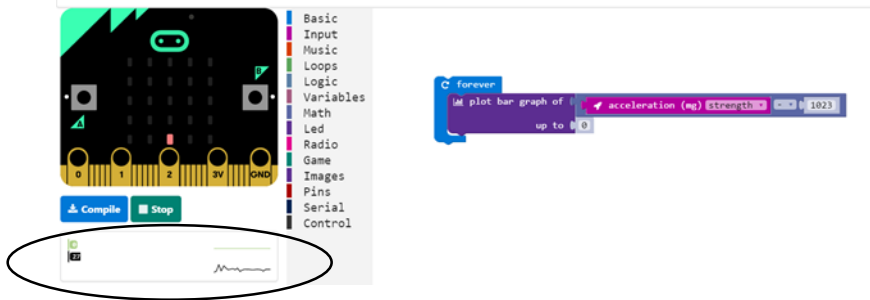 B
A
0 1 2 3V GND
Compile Stop
27
Basic
Input
Music
Loops
Logic
Variables
Math
Led
Radio
Game
Images
Pins
Serial
Control
forever
plot bar graph of acceleration (mg) strength - 1023
up to 0